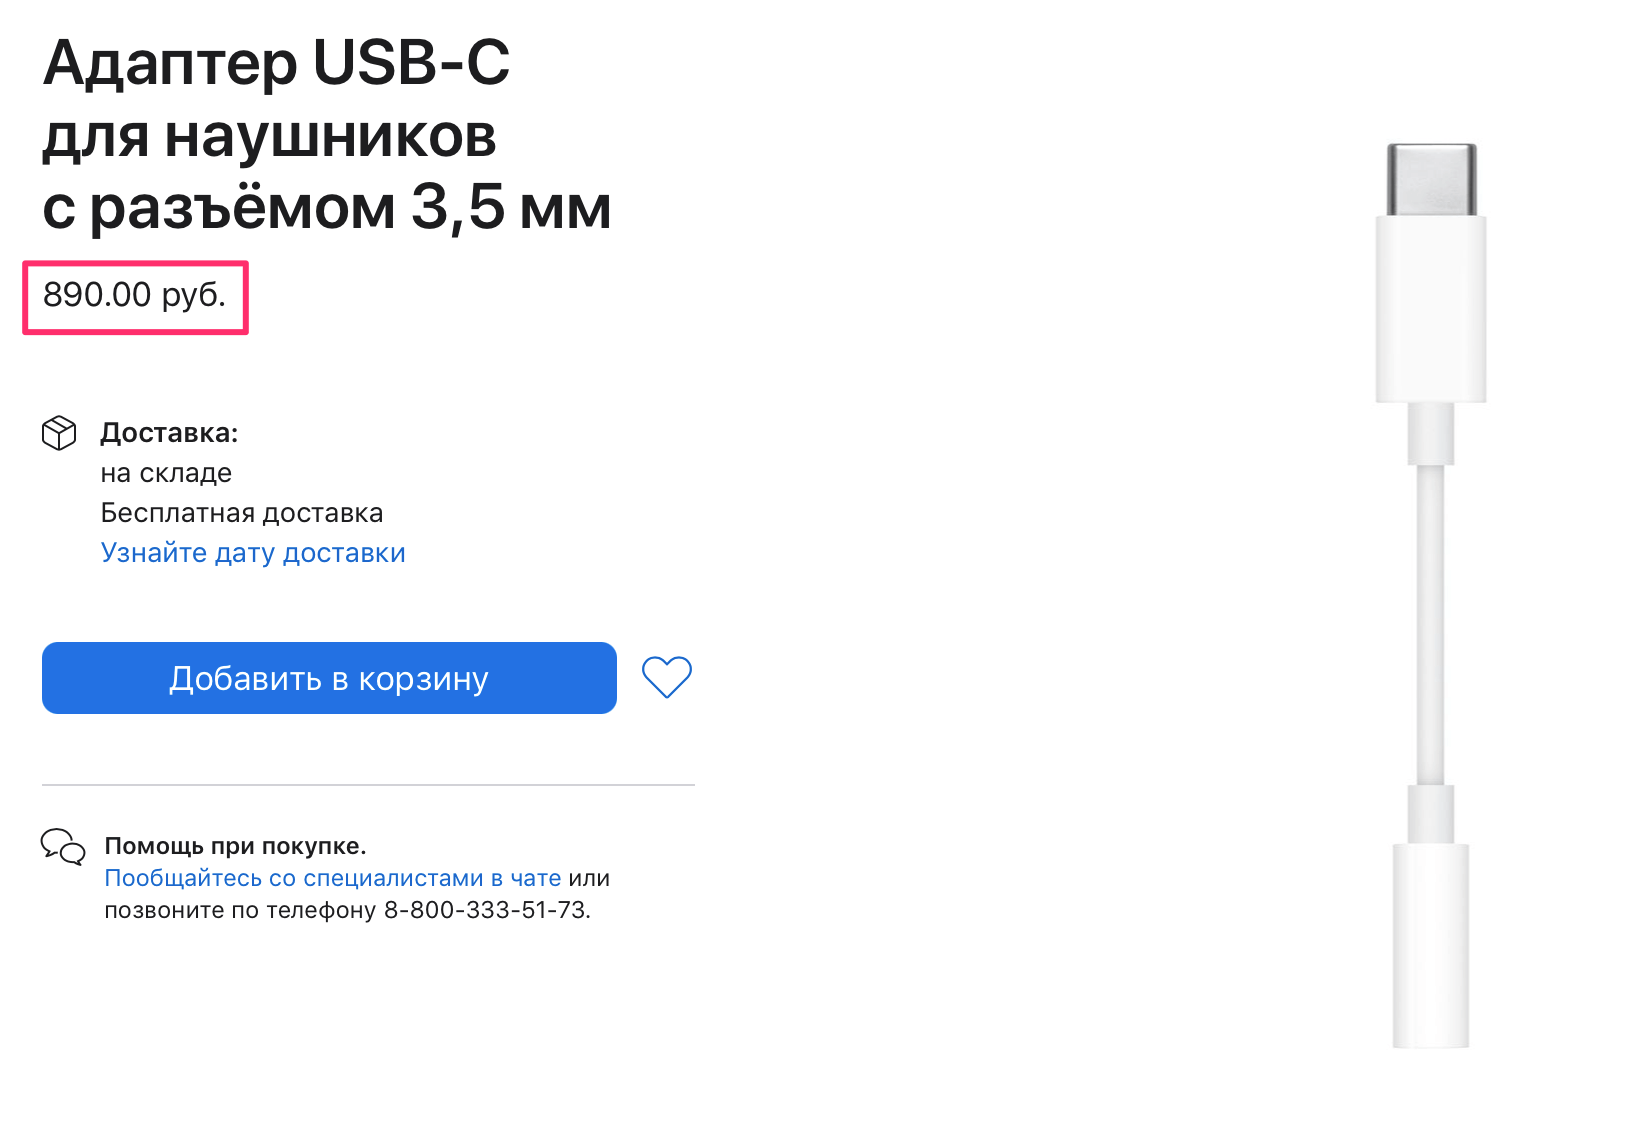 Адаптер USB-C
для наушников
с разъёмом 3,5 мм
890.00 руб.
Доставка:
на складе
Бесплатная доставка
Узнайте дату доставки
Добавить в корзину
Помощь при покупке.
Пообщайтесь со специалистами в чате или
позвоните по телефону 8-800-333-51-73.